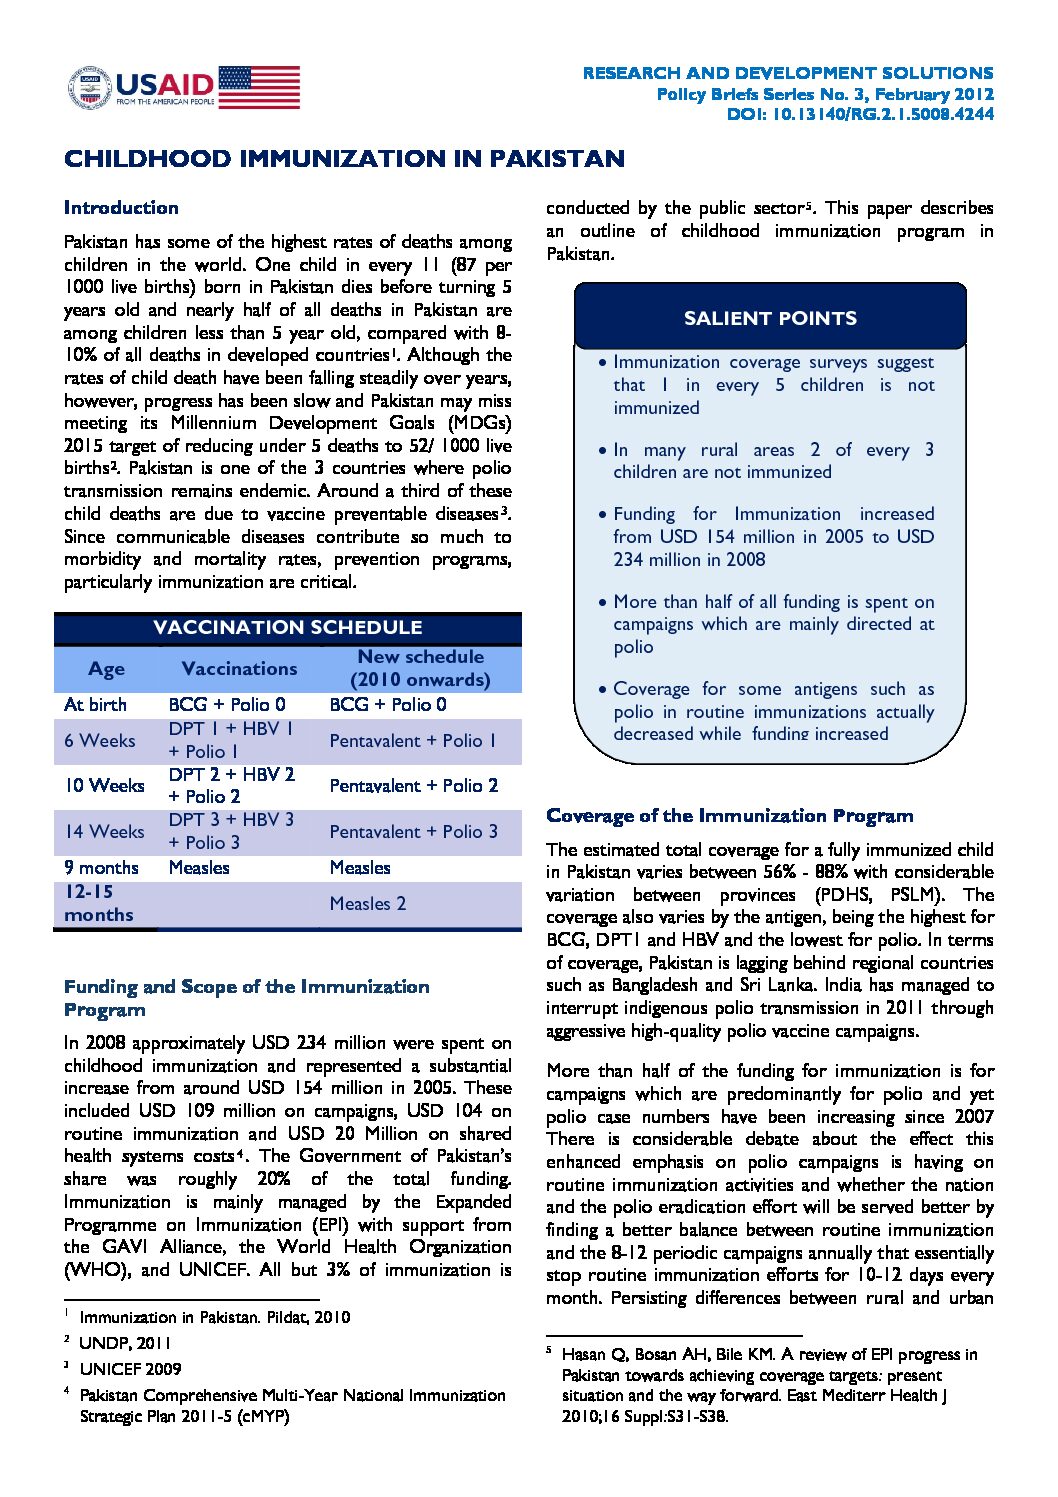 USAID
FROM THE AMERICAN PEOPLE
RESEARCH AND DEVELOPMENT SOLUTIONS
Policy Briefs Series No. 3, February 2012
DOI: 10.13140/RG.2.1.5008.4244
CHILDHOOD IMMUNIZATION IN PAKISTAN
Introduction
Pakistan has some of the highest rates of deaths among
children in the world. One child in every 11 (87 per
1000 live births) born in Pakistan dies before turning 5
years old and nearly half of all deaths in Pakistan are
among children less than 5 year old, compared with 8-
10% of all deaths in developed countries1. Although the
rates of child death have been falling steadily over years,
however, progress has been slow and Pakistan may miss
meeting its Millennium Development Goals (MDGs)
2015 target of reducing under 5 deaths to 52/ 1000 live
births2. Pakistan is one of the 3 countries where polio
transmission remains endemic. Around a third of these
child deaths are due to vaccine preventable diseases3.
Since communicable diseases contribute so much to
morbidity and mortality rates, prevention programs,
particularly immunization are critical.
VACCINATION SCHEDULE
Age Vaccinations New schedule
(2010 onwards)
At birth BCG + Polio 0 BCG + Polio 0
6 Weeks DPT 1 + HBV 1
+ Polio 1 Pentavalent + Polio 1
10 Weeks DPT 2 + HBV 2
+ Polio 2 Pentavalent + Polio 2
14 Weeks DPT 3 + HBV 3
+ Polio 3 Pentavalent + Polio 3
9 months Measles Measles
12-15
months Measles 2
Funding and Scope of the Immunization
Program
In 2008 approximately USD 234 million were spent on
childhood immunization and represented a substantial
increase from around USD 154 million in 2005. These
included USD 109 million on campaigns, USD 104 on
routine immunization and USD 20 Million on shared
health systems costs4. The Government of Pakistan's
share was roughly 20% of the total funding.
Immunization is mainly managed by the Expanded
Programme on Immunization (EPI) with support from
the GAVI Alliance, the World Health Organization
(WHO), and UNICEF. All but 3% of immunization is
1 Immunization in Pakistan. Pildat, 2010
2 UNDP, 2011
3 UNICEF 2009
4 Pakistan Comprehensive Multi-Year National Immunization
Strategic Plan 2011-5 (cMYP)
conducted by the public sector5. This paper describes
an outline of childhood immunization program in
Pakistan.
SALIENT POINTS
• Immunization coverage surveys suggest
that 1 in every 5 children is not
immunized
• In many rural areas 2 of every 3
children are not immunized
• Funding for Immunization increased
from USD 154 million in 2005 to USD
234 million in 2008
• More than half of all funding is spent on
campaigns which are mainly directed at
polio
• Coverage for some antigens such as
polio in routine immunizations actually
decreased while funding increased
Coverage of the Immunization Program
The estimated total coverage for a fully immunized child
in Pakistan varies between 56% - 88% with considerable
variation between provinces (PDHS, PSLM). The
coverage also varies by the antigen, being the highest for
BCG, DPT1 and HBV and the lowest for polio. In terms
of coverage, Pakistan is lagging behind regional countries
such as Bangladesh and Sri Lanka. India has managed to
interrupt indigenous polio transmission in 2011 through
aggressive high-quality polio vaccine campaigns.
More than half of the funding for immunization is for
campaigns which are predominantly for polio and yet
polio case numbers have been increasing since 2007
There is considerable debate about the effect this
enhanced emphasis on polio campaigns is having on
routine immunization activities and whether the nation
and the polio eradication effort will be served better by
finding a better balance between routine immunization
and the 8-12 periodic campaigns annually that essentially
stop routine immunization efforts for 10-12 days every
month. Persisting differences between rural and urban
5 Hasan Q, Bosan AH, Bile KM. A review of EPI progress in
Pakistan towards achieving coverage targets: present
situation and the way forward. East Mediterr Health J
2010;16 Suppl:S31-S38.